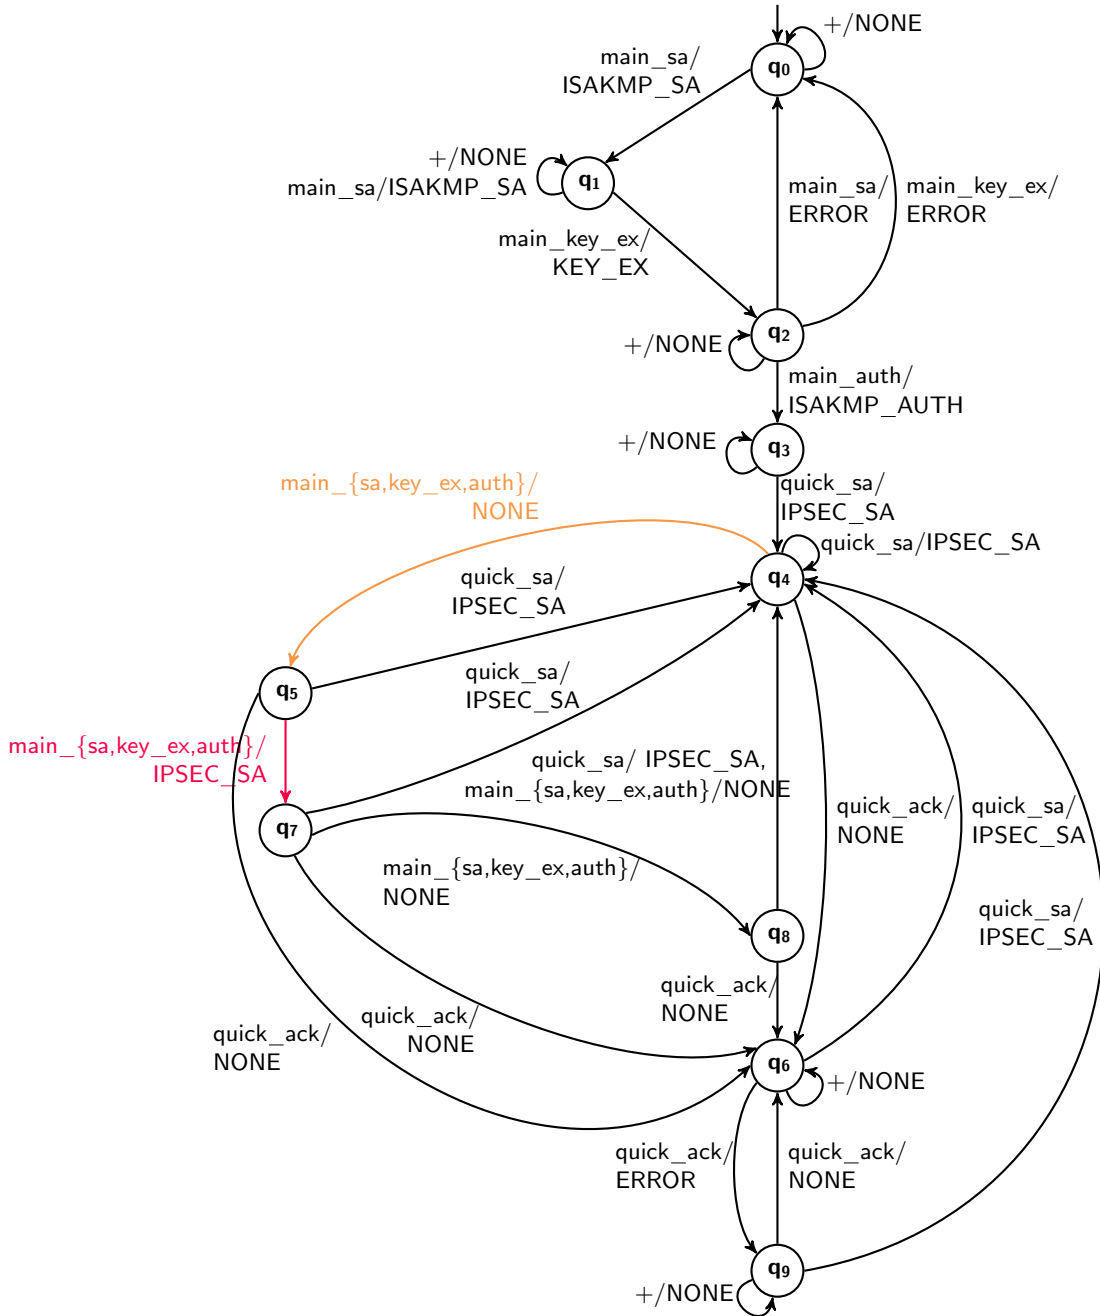 +/NONE
q0
main_sa/
ISAKMP_SA
+/NONE
main_sa/ISAKMP_SA
q1
main_sa/
ERROR
main_key_ex/
ERROR
main_key_ex/
KEY_EX
q2
+/NONE
main_auth/
ISAKMP_AUTH
+/NONE
q3
main_{sa,key_ex,auth}/
NONE
quick_sa/
IPSEC_SA
quick_sa/IPSEC_SA
q4
quick_sa/
IPSEC_SA
q5
quick_sa/
IPSEC_SA
main_{sa,key_ex,auth}/
IPSEC_SA
quick_sa/ IPSEC_SA,
main_{sa,key_ex,auth}/NONE
q7
quick_ack/
NONE
quick_sa/
IPSEC_SA
main_{sa,key_ex,auth}/
NONE
q8
quick_sa/
IPSEC_SA
quick_ack/
NONE
quick_ack/
NONE
quick_ack/
NONE
q6
+/NONE
quick_ack/
ERROR
quick_ack/
NONE
q9
+/NONE